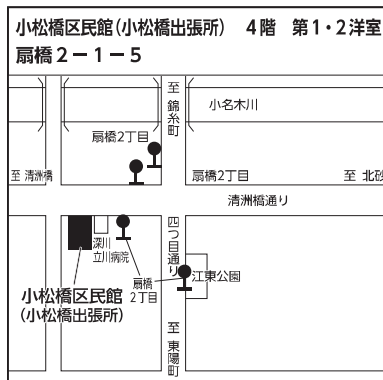 小松橋区民館(小松橋出張所) 4階 第1・2洋室
扇橋2-1-5
至 錦糸町
小名木川
扇橋2丁目
至 清洲橋
扇橋2丁目
至 北砂
清洲橋通り
四つ目通り
深川
立川病院
扇橋
2丁目
江東公園
小松橋区民館
(小松橋出張所)
至 東陽町